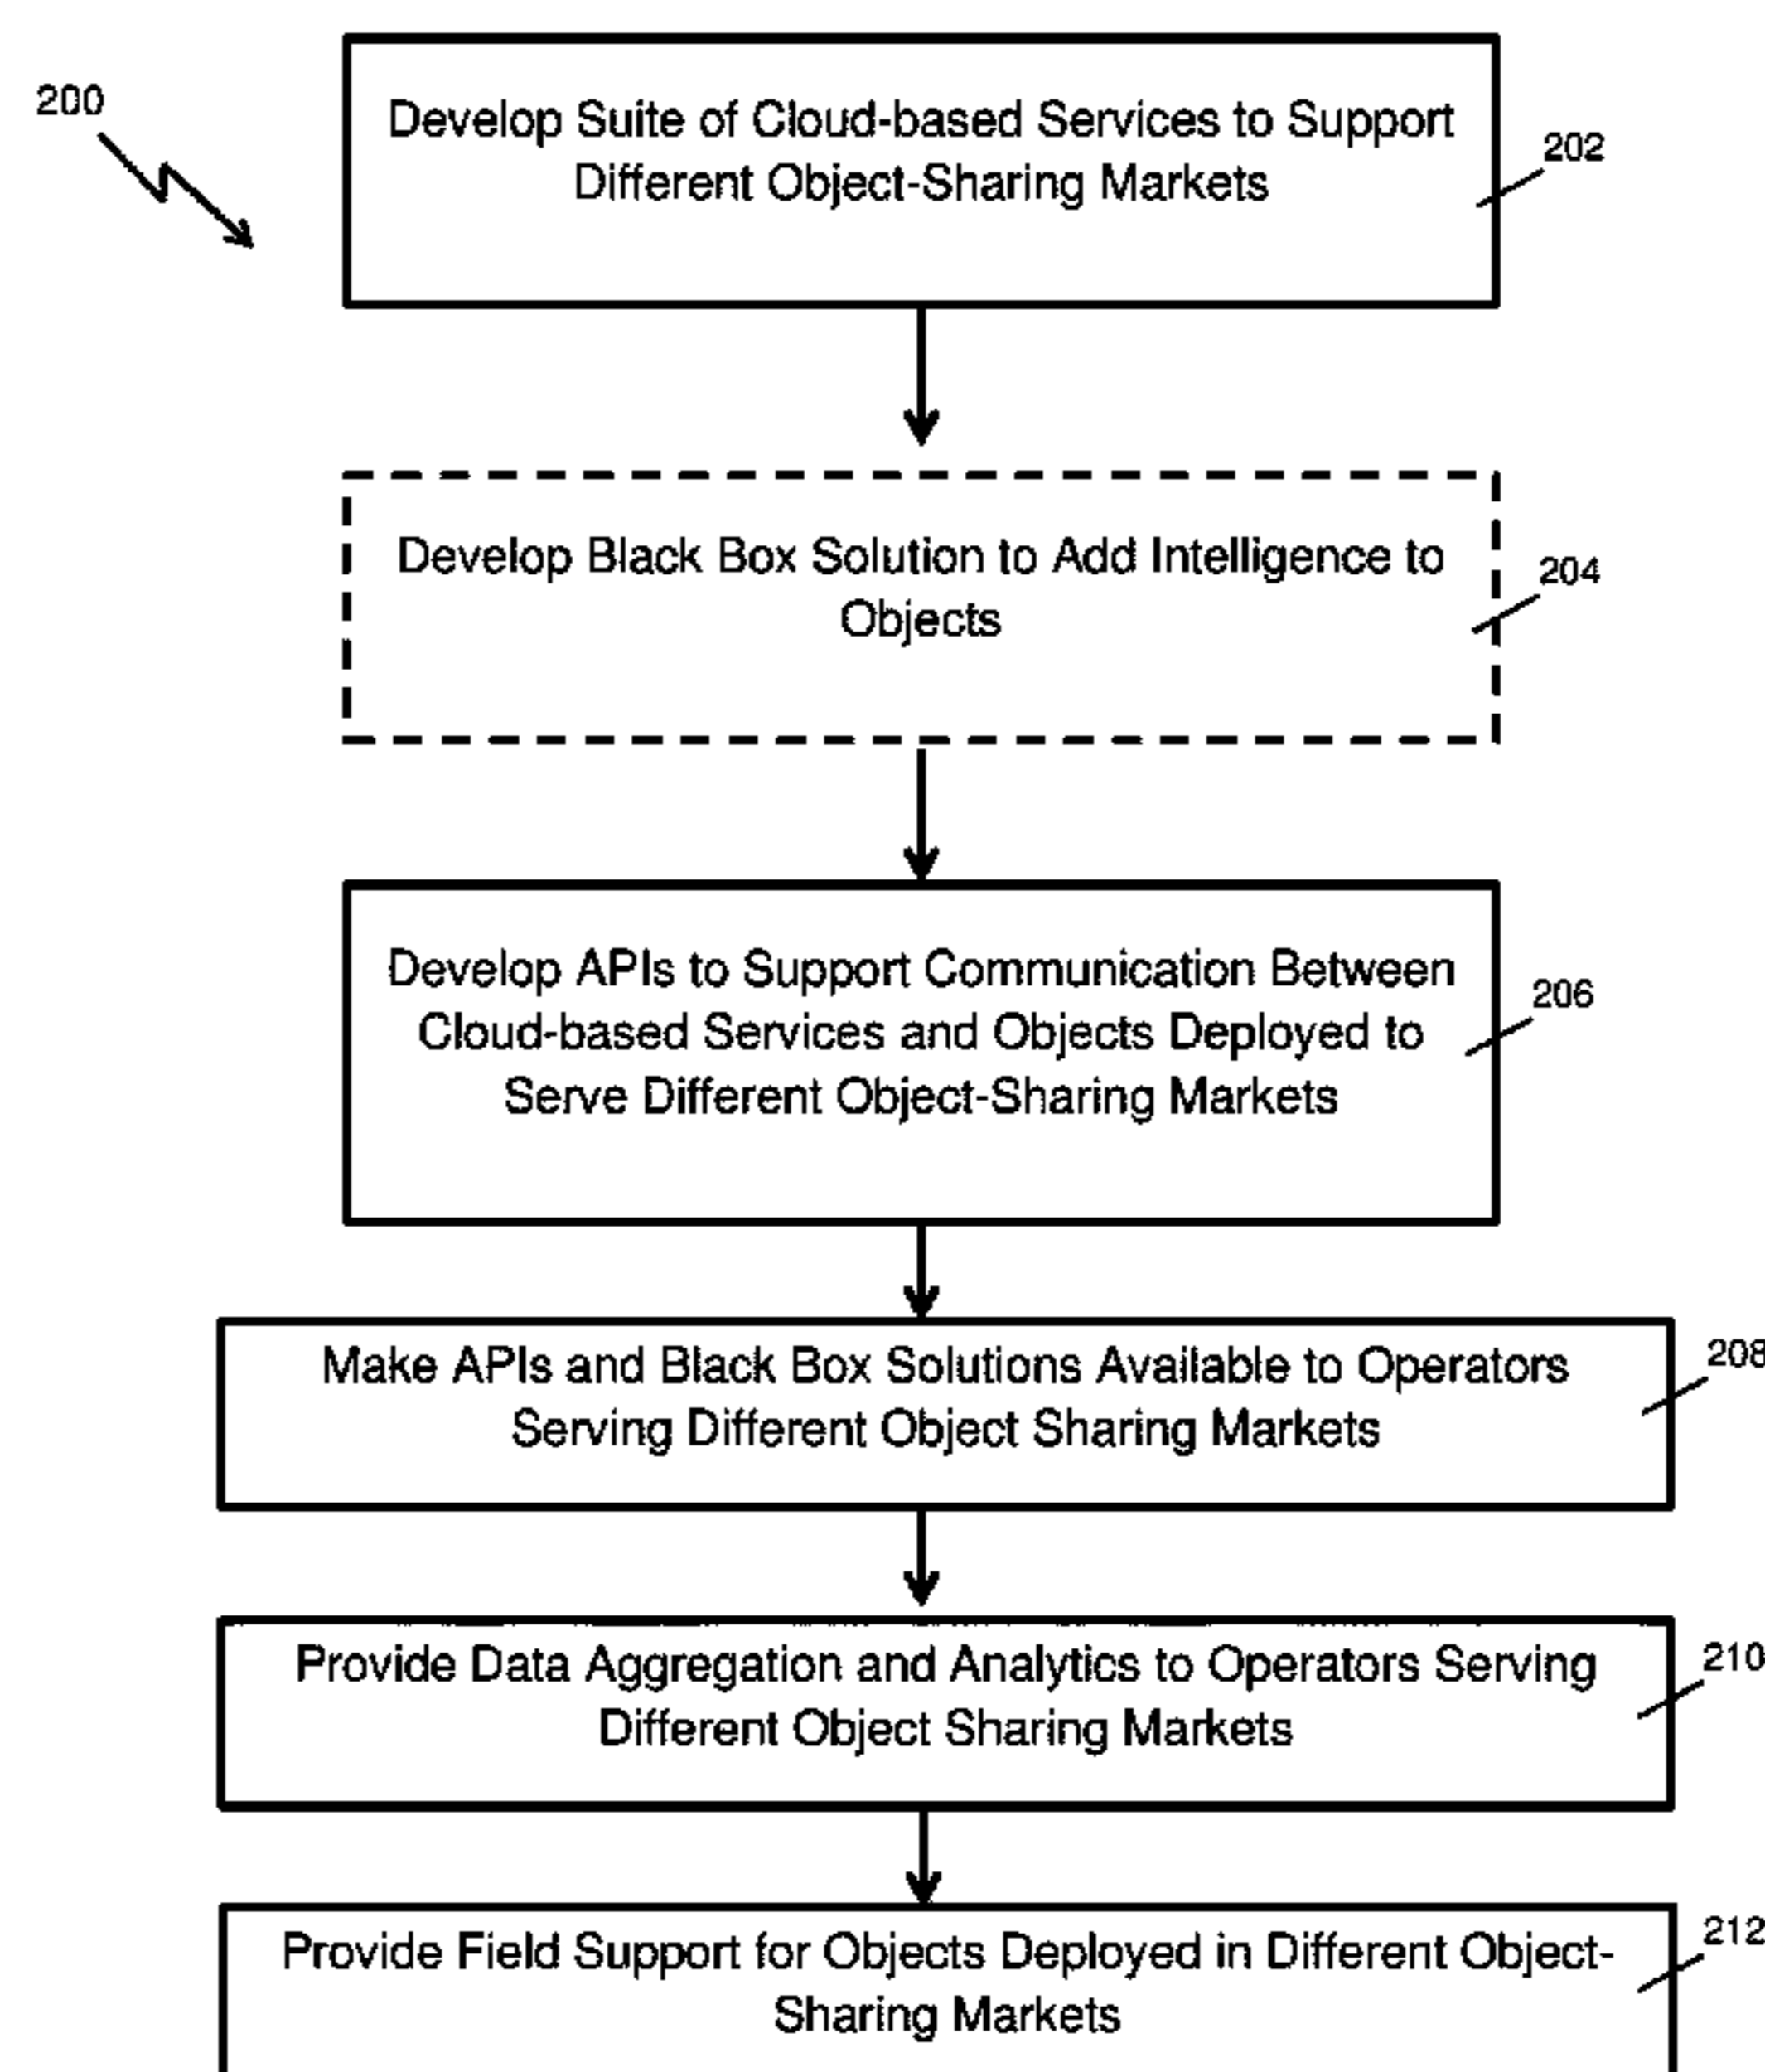 200
Develop Suite of Cloud-based Services to Support
Different Object-Sharing Markets
202
Develop Black Box Solution to Add Intelligence to
Objects
204
Develop APIs to Support Communication Between
Cloud-based Services and Objects Deployed to
Serve Different Object-Sharing Markets
206
Make APIs and Black Box Solutions Available to Operators
Serving Different Object Sharing Markets
208
Provide Data Aggregation and Analytics to Operators Serving
Different Object Sharing Markets
210
Provide Field Support for Objects Deployed in Different Object-
Sharing Markets
212